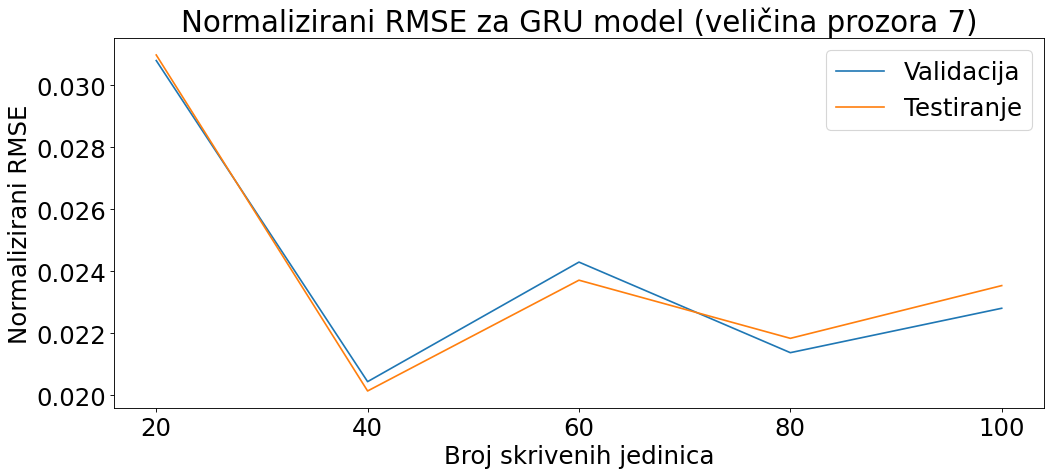 Normalizirani RMSE za GRU model (veličina prozora 7)
Validacija
Testiranje
Normalizirani RMSE
0.030
0.028
0.026
0.024
0.022
0.020
20 40 60 80 100
Broj skrivenih jedinica